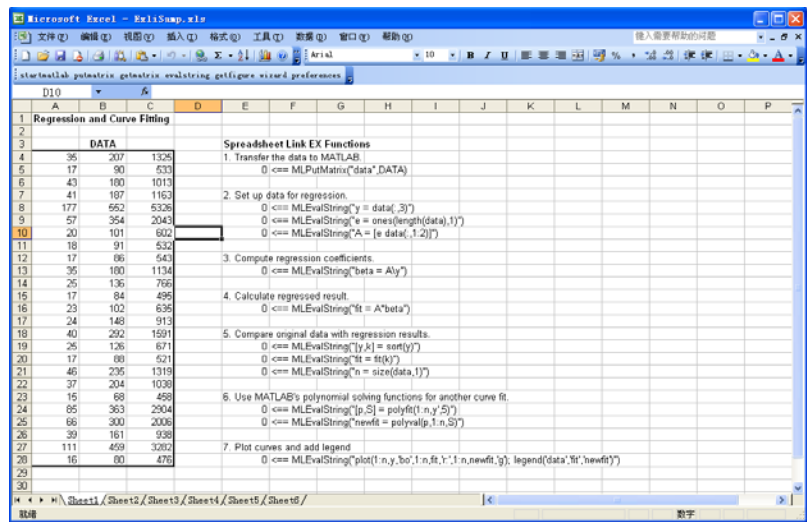 Microsoft Excel - ExliSamp.xls
文件(F) 编辑(E) 视图(V) 插入(I) 格式(O) 工具(T) 数据(D) 窗口(W) 帮助(H) 键入需要帮助的问题
Arial 10 B I U
startmatlab putmatrix getmatrix evalstring getfigure wizard preferences
D10 fx
A B C D E F G H I J K L M N O P
1 Regression and Curve Fitting
2
3 DATA Spreadsheet Link EX Functions
4 35 207 1325 1. Transfer the data to MATLAB.
5 17 90 533 0 <== MLPutMatrix("data",DATA)
6 43 180 1013
7 41 187 1163 2. Set up data for regression.
8 177 552 5326 0 <== MLEvalString("y = data(:,3)")
9 57 354 2043 0 <== MLEvalString("e = ones(length(data),1)")
10 20 101 602 0 <== MLEvalString("A = [e data(:,1:2)]")
11 18 91 532
12 17 86 543 3. Compute regression coefficients.
13 35 180 1134 0 <== MLEvalString("beta = A\y")
14 25 136 766
15 17 84 495 4. Calculate regressed result.
16 23 102 635 0 <== MLEvalString("fit = A*beta")
17 24 148 913
18 40 292 1591 5. Compare original data with regression results.
19 25 126 671 0 <== MLEvalString("[y,k] = sort(y)")
20 17 88 521 0 <== MLEvalString("fit = fit(k)")
21 46 235 1319 0 <== MLEvalString("n = size(data,1)")
22 37 204 1038
23 15 68 458 6. Use MATLAB's polynomial solving functions for another curve fit.
24 85 363 2904 0 <== MLEvalString("[p,S] = polyfit(1:n,y',5)")
25 66 300 2006 0 <== MLEvalString("newfit = polyval(p,1:n,S)")
26 39 161 938
27 111 459 3282 7. Plot curves and add legend
28 16 80 476 0 <== MLEvalString("plot(1:n,y,'bo',1:n,fit,'r:',1:n,newfit,'g'); legend('data','fit','newfit')")
29
30
Sheet1 Sheet2 Sheet3 Sheet4 Sheet5 Sheet6
就绪 数字